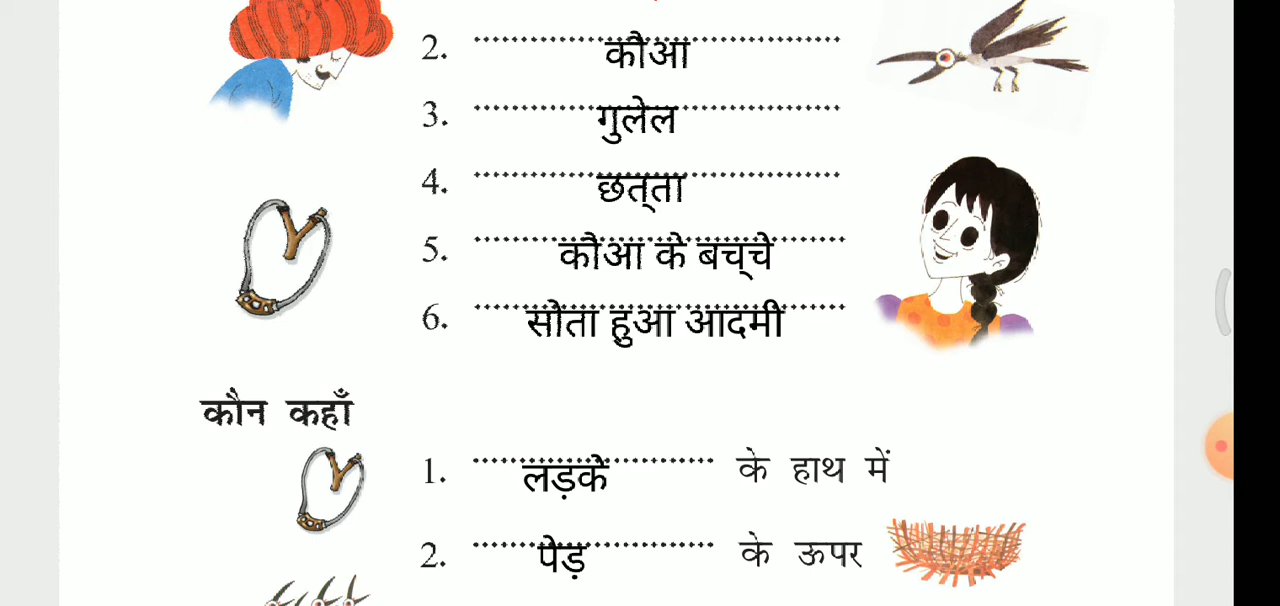 2. कौआ
3. गुलेल
4. छत्‌ता
5. कौआ के बच्‌चे
6. सोता हुआ आदमी
कौन कहाँ
1. लड़के के हाथ में
2. पेड़ के ऊपर